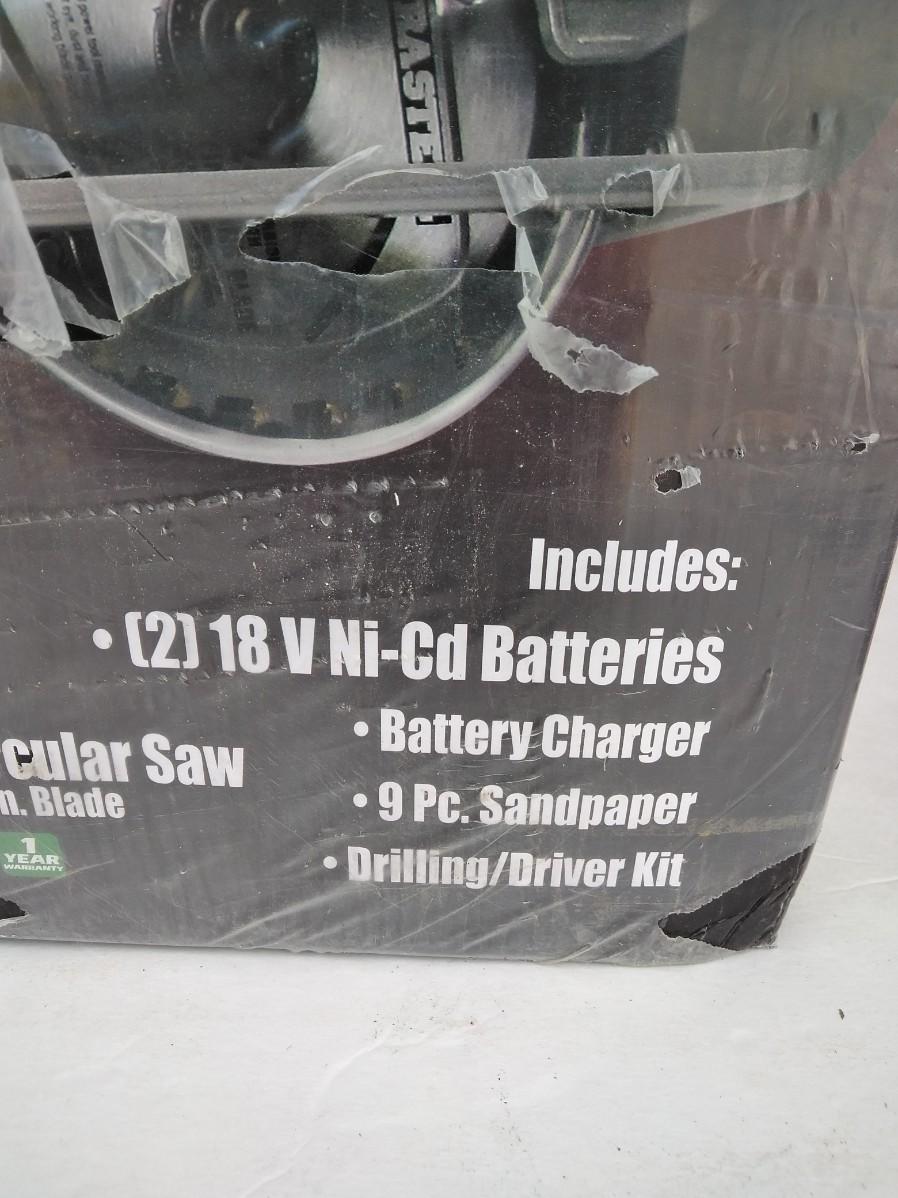 Includes:
• (2) 18 V Ni-Cd Batteries
• Battery Charger
• 9 Pc. Sandpaper
• Drilling/Driver Kit
cular Saw
n. Blade
1
YEAR
WARRANTY